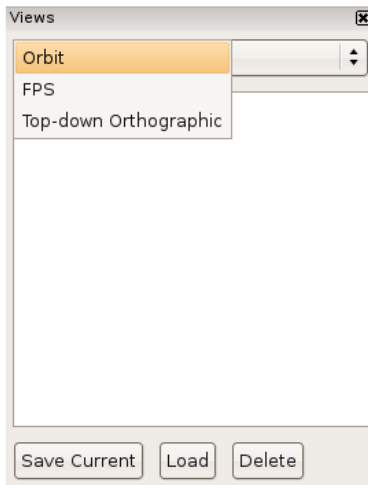 Views
Orbit
FPS
Top-down Orthographic
Save Current Load Delete